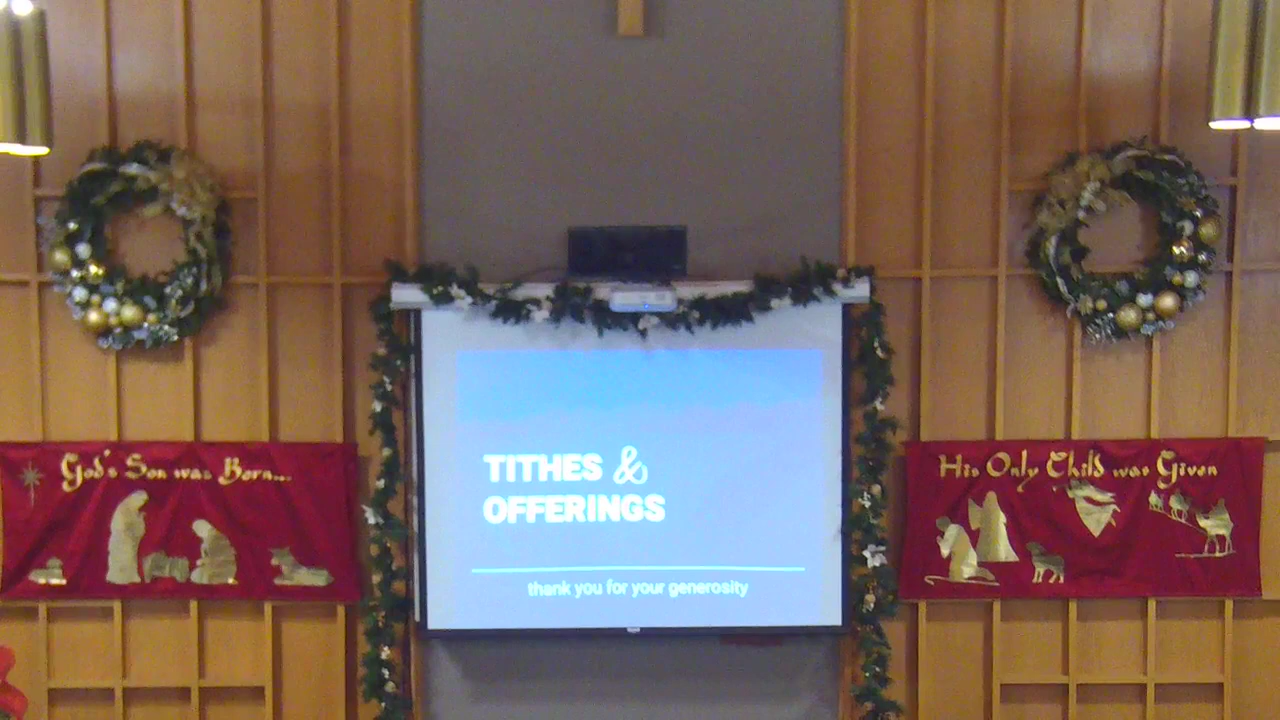 God's Son was Born...
His Only Child was Given
TITHES &
OFFERINGS
thank you for your generosity